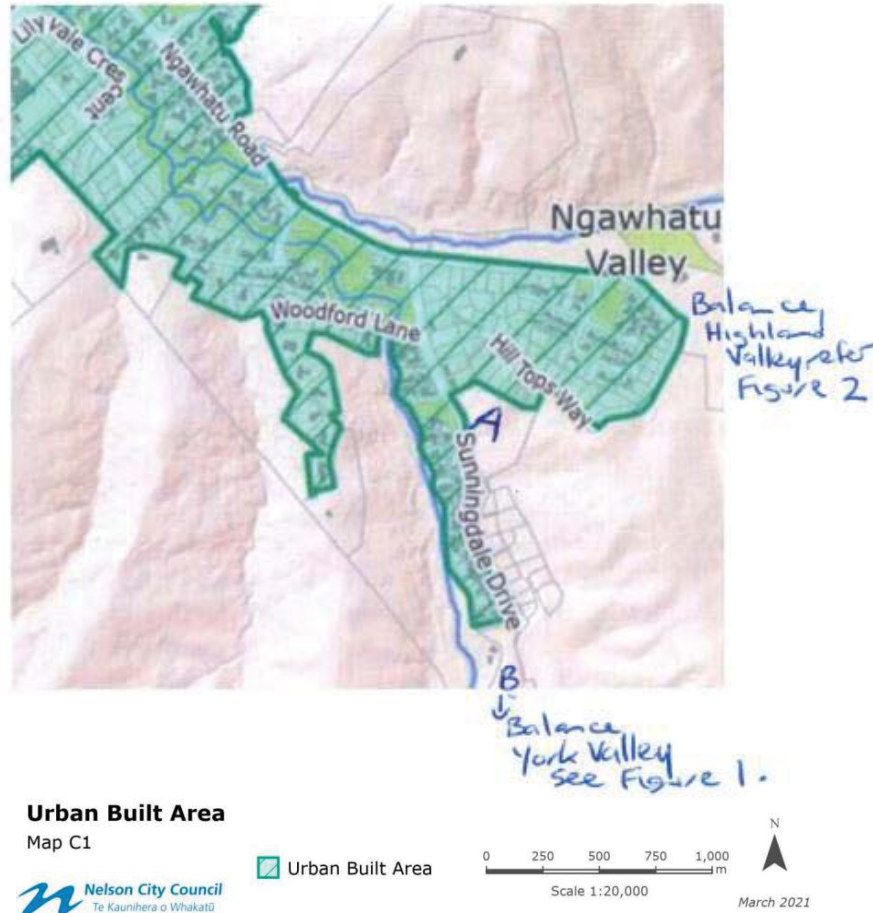 Lily vale Cres
cent
Ngawhatu Road
Ngawhatu
Valley
Balance
Highland
Valley refer
Figure 2
Woodford Lane
Hill Tops Way
A
Sunningdale Drive
B
Balance
York Valley
See Figure 1.
Urban Built Area
Map C1
Urban Built Area
0 250 500 750 1,000
m
Scale 1:20,000
N
March 2021
Nelson City Council
Te Kaunihera o Whakatū